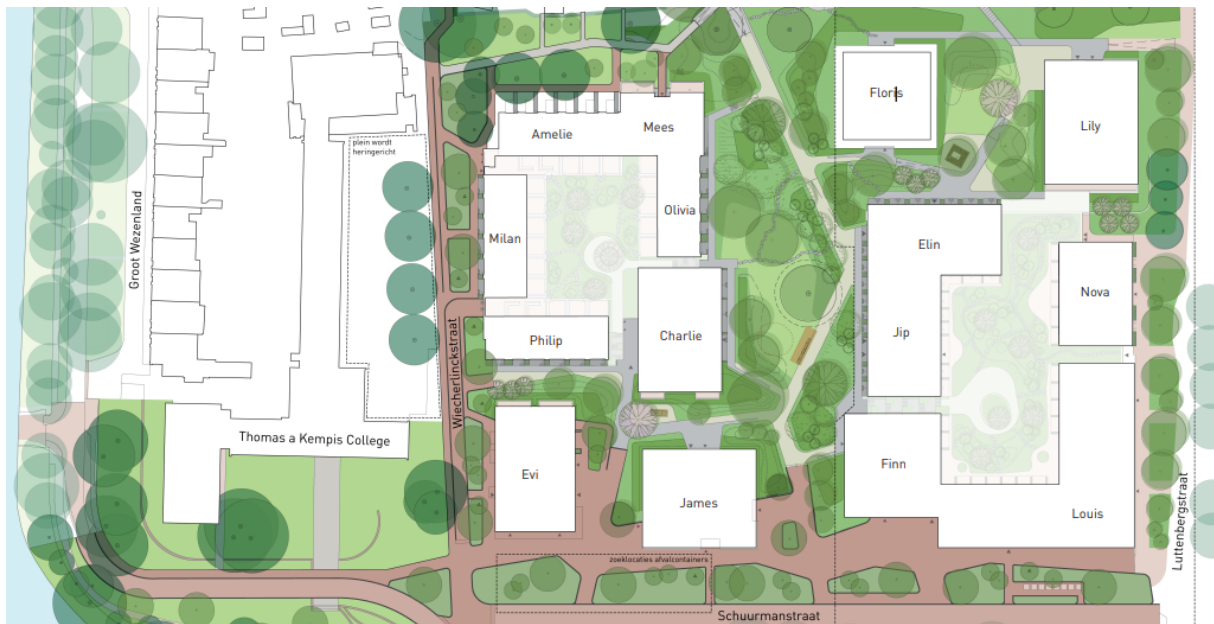 Floris
Lily
Amelie
Mees
plein wordt
heringericht
Groot Wezenland
Olivia
Milan
Elin
Nova
Philip
Charlie
Jip
Wiecherlinckstraat
Thomas a Kempis College
Evi
James
Finn
Louis
Luttenbergstraat
zoeklocaties afvalcontainers
Schuurmanstraat